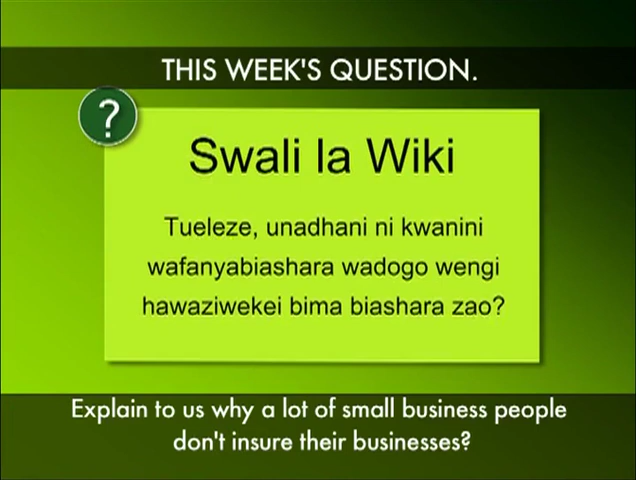 THIS WEEK'S QUESTION.
?
Swali la Wiki
Tueleze, unadhani ni kwanini
wafanyabiashara wadogo wengi
hawaziwekei bima biashara zao?
Explain to us why a lot of small business people
don't insure their businesses?